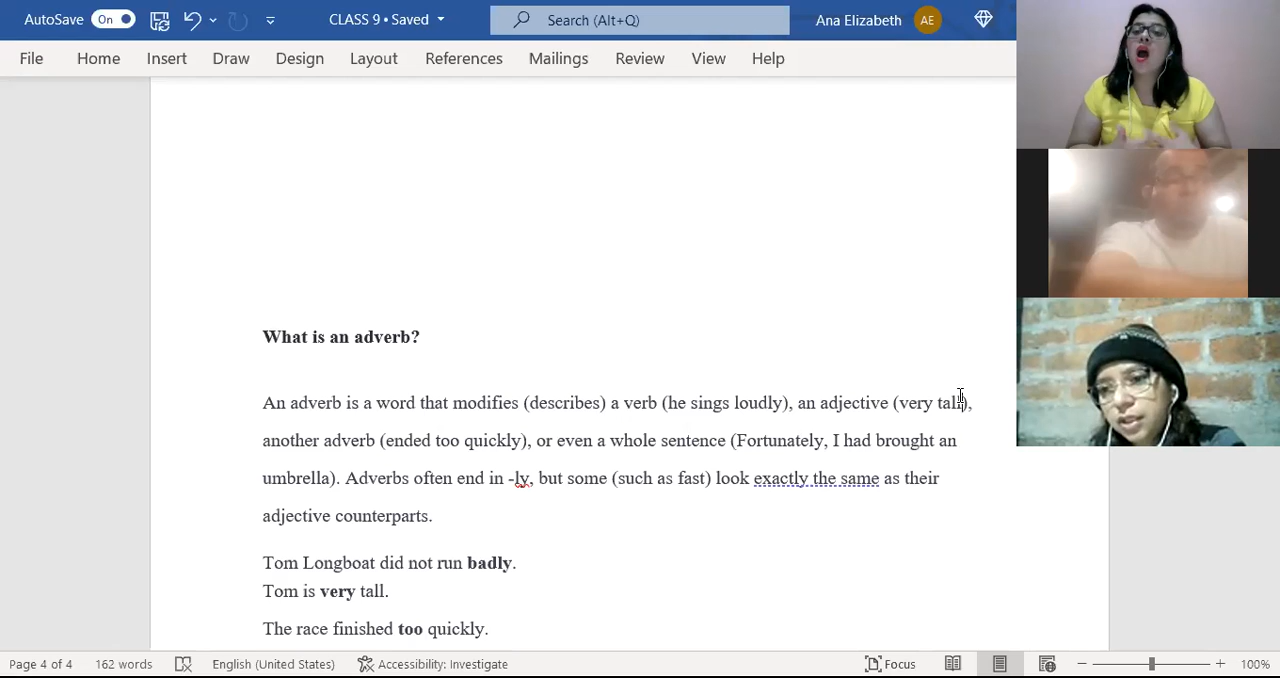 AutoSave On CLASS 9 • Saved Search (Alt+Q) Ana Elizabeth AE
File Home Insert Draw Design Layout References Mailings Review View Help
What is an adverb?
An adverb is a word that modifies (describes) a verb (he sings loudly), an adjective (very tall),
another adverb (ended too quickly), or even a whole sentence (Fortunately, I had brought an
umbrella). Adverbs often end in -ly, but some (such as fast) look exactly the same as their
adjective counterparts.
Tom Longboat did not run badly.
Tom is very tall.
The race finished too quickly.
Page 4 of 4 162 words English (United States) Accessibility: Investigate Focus 100%